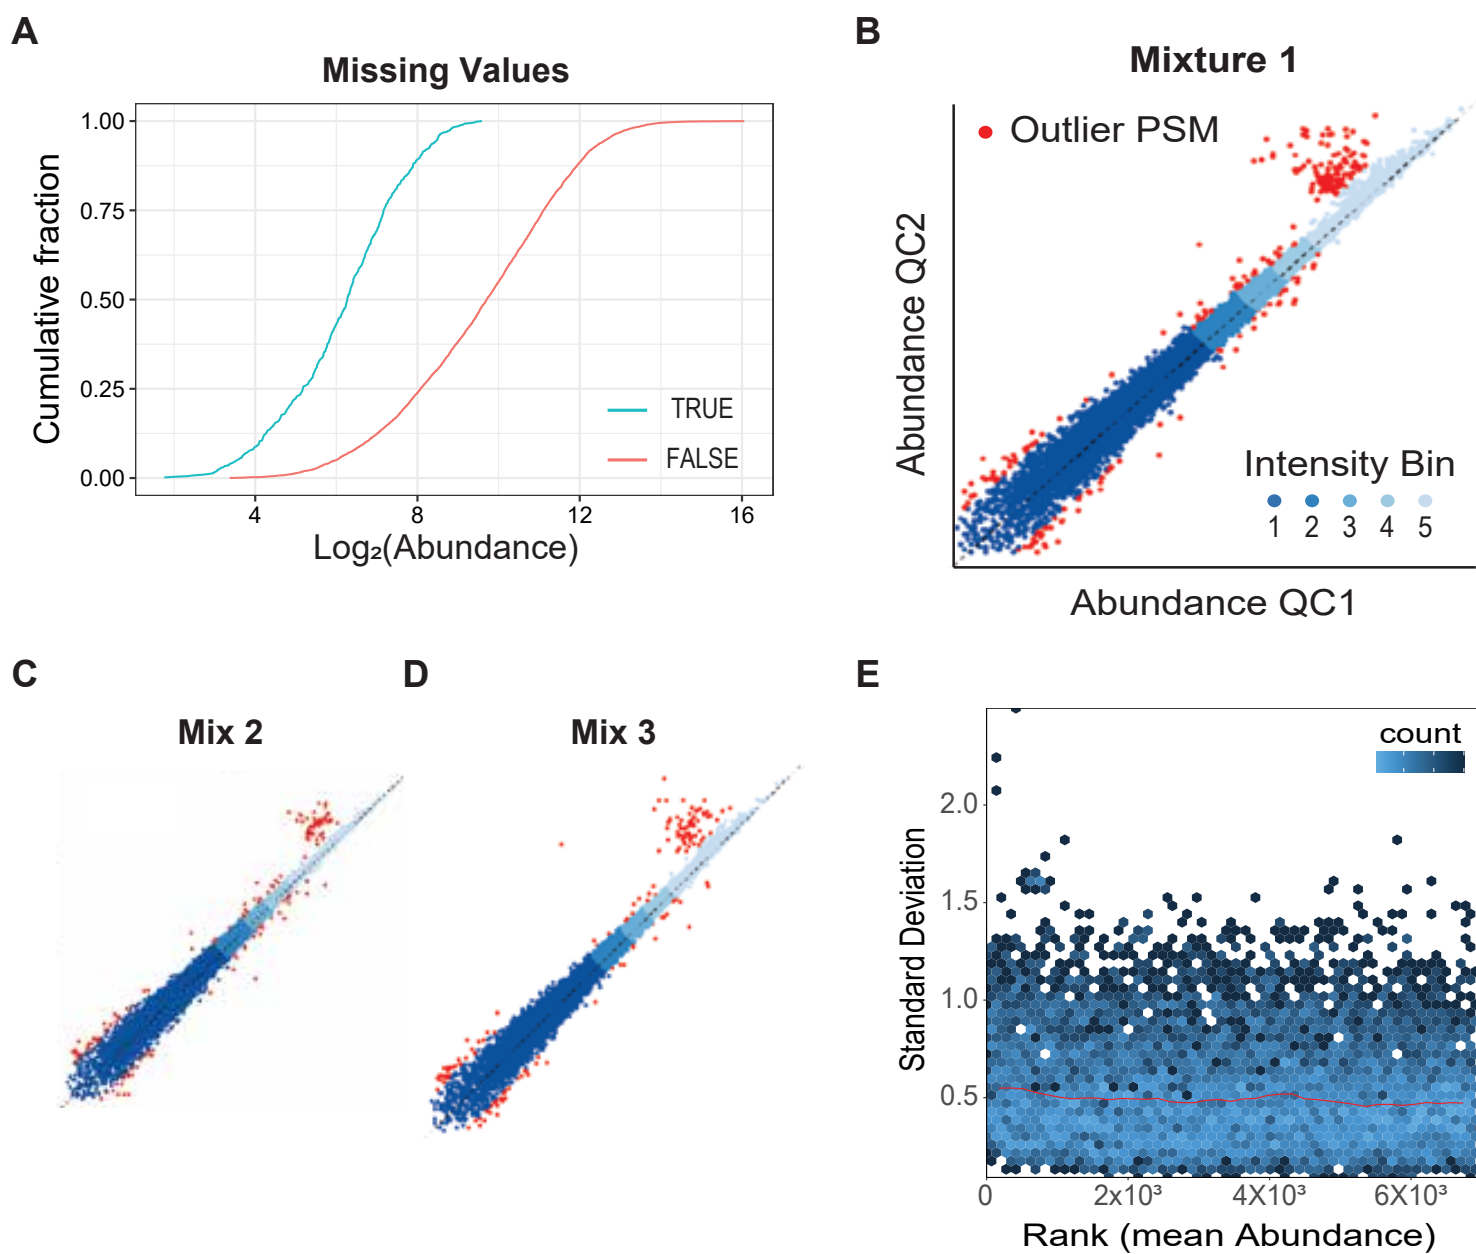 A
Missing Values
Cumulative fraction
1.00
0.75
0.50
0.25
0.00
TRUE
FALSE
4 8 12 16
Log₂(Abundance)
B
Mixture 1
Outlier PSM
Abundance QC2
Intensity Bin
1 2 3 4 5
Abundance QC1
C
Mix 2
D
Mix 3
E
count
Standard Deviation
2.0
1.5
1.0
0.5
0 2x10³ 4X10³ 6X10³
Rank (mean Abundance)